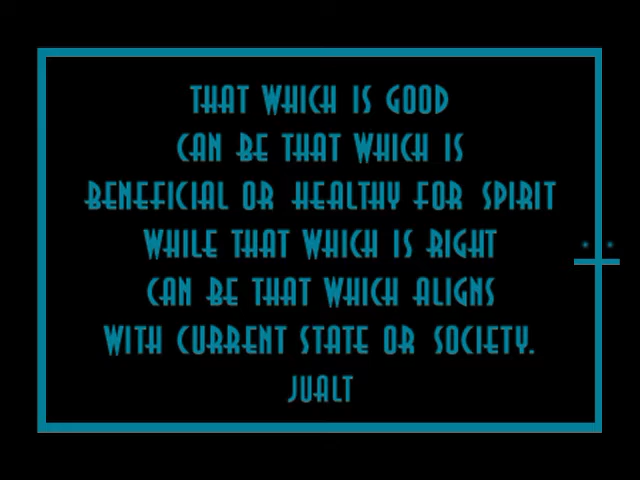 THAT WHICH IS GOOD
CAN BE THAT WHICH IS
BENEFICIAL OR HEALTHY FOR SPIRIT
WHILE THAT WHICH IS RIGHT
CAN BE THAT WHICH ALIGNS
WITH CURRENT STATE OR SOCIETY.
JUALT